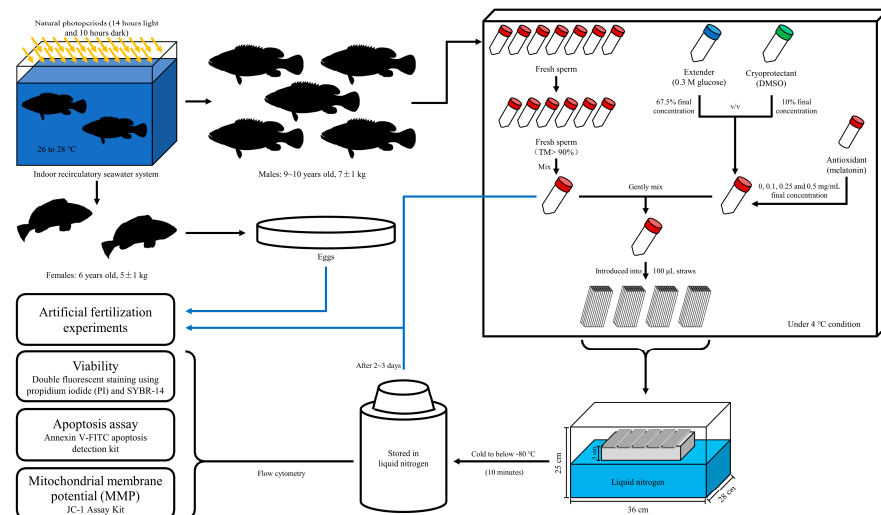 Natural photoperiods (14 hours light
and 10 hours dark)
26 to 28 ℃
Indoor recirculatory seawater system
Males: 9~10 years old, 7±1 kg
Females: 6 years old, 5±1 kg
Eggs
Fresh sperm
Fresh sperm
(TM> 90%)
Mix
Extender
(0.3 M glucose)
Cryoprotectant
(DMSO)
67.5% final
concentration
v/v
10% final
concentration
Antioxidant
(melatonin)
0, 0.1, 0.25 and 0.5 mg/mL
final concentration
Gently mix
Introduced into 100 μL straws
Under 4 ℃ condition
Artificial fertilization
experiments
Viability
Double fluorescent staining using
propidium iodide (PI) and SYBR-14
Apoptosis assay
Annexin V-FITC apoptosis
detection kit
Mitochondrial membrane
potential (MMP)
JC-1 Assay Kit
After 2~3 days
Flow cytometry
Stored in
liquid nitrogen
Cold to below -80 ℃
(10 minutes)
25 cm
3 cm
Liquid nitrogen
36 cm
28 cm